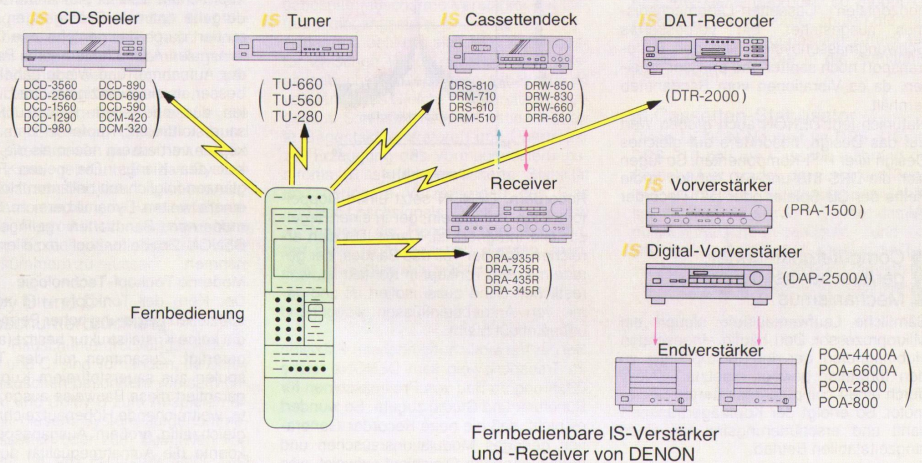 IS CD-Spieler
DCD-3560 DCD-890
DCD-2560 DCD-690
DCD-1560 DCD-590
DCD-1290 DCM-420
DCD-980 DCM-320
IS Tuner
TU-660
TU-560
TU-280
IS Cassettendeck
DRS-810 DRW-850
DRM-710 DRW-830
DRS-610 DRW-660
DRM-510 DRR-680
IS DAT-Recorder
(DTR-2000)
Receiver
DRA-935R
DRA-735R
DRA-435R
DRA-345R
IS Vorverstärker
(PRA-1500)
IS Digital-Vorverstärker
(DAP-2500A)
Endverstärker
POA-4400A
POA-6600A
POA-2800
POA-800
Fernbedienung
Fernbedienbare IS-Verstärker
und -Receiver von DENON